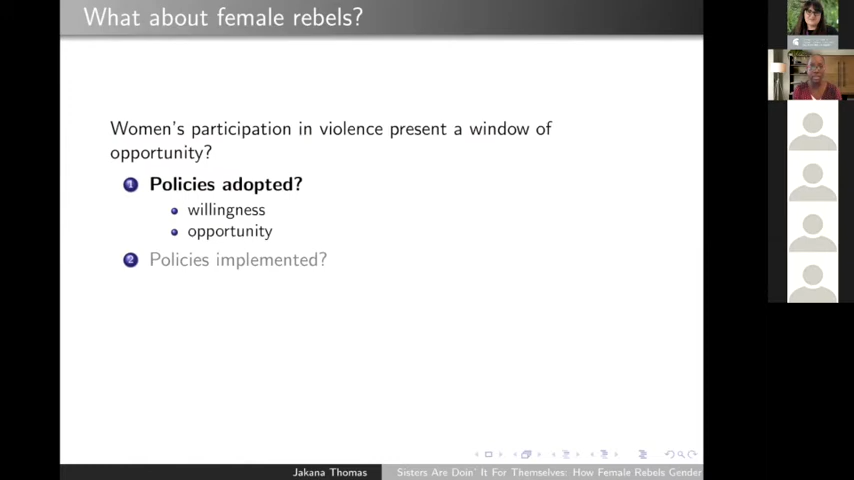 What about female rebels?
Women's participation in violence present a window of
opportunity?
1 Policies adopted?
willingness
opportunity
2 Policies implemented?
Jakana Thomas
Sisters Are Doin' It For Themselves: How Female Rebels Gender